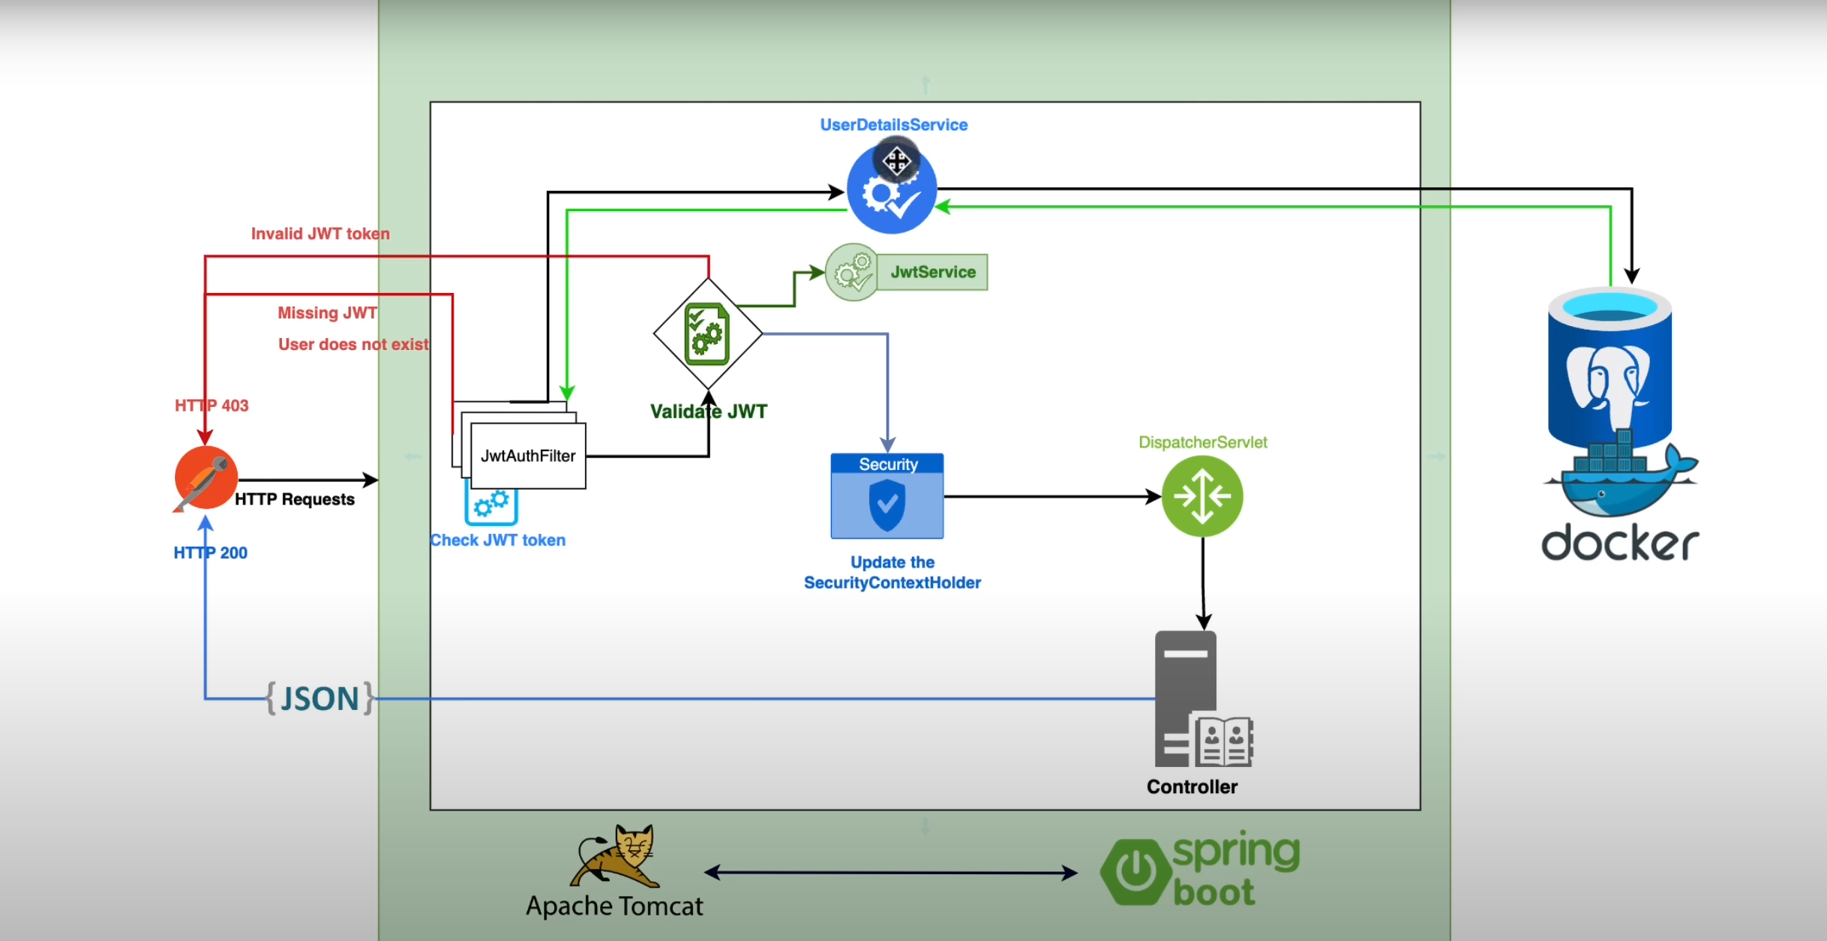 UserDetailsService
Invalid JWT token
JwtService
Missing JWT
User does not exist
HTTP 403
Validate JWT
JwtAuthFilter
DispatcherServlet
Security
HTTP Requests
Check JWT token
HTTP 200
docker
Update the
SecurityContextHolder
{JSON}
Controller
spring
boot
Apache Tomcat